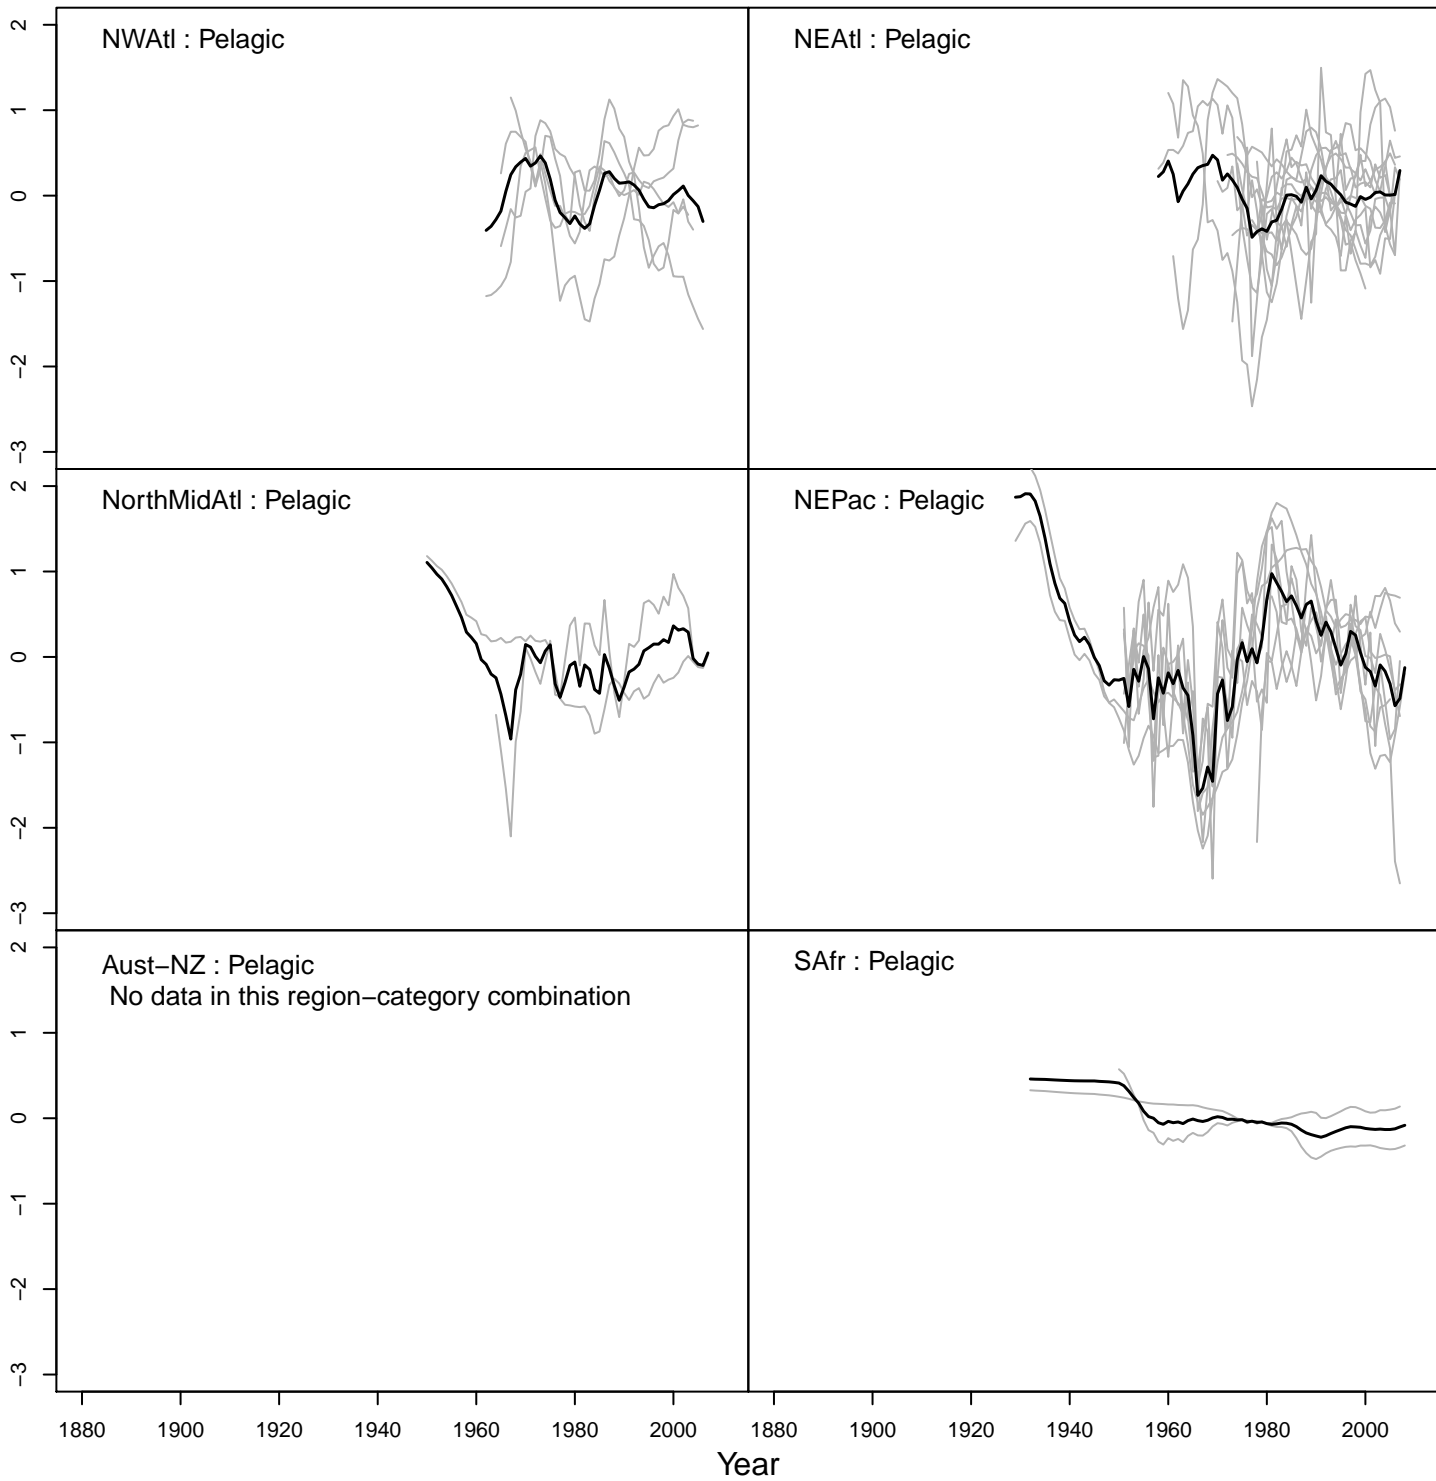 NWAtl : Pelagic
NEAtl : Pelagic
2
1
0
−1
−2
−3
NorthMidAtl : Pelagic
NEPac : Pelagic
2
1
0
−1
−2
−3
Aust−NZ : Pelagic
No data in this region−category combination
SAfr : Pelagic
2
1
0
−1
−2
−3
1880 1900 1920 1940 1960 1980 2000
1880 1900 1920 1940 1960 1980 2000
Year